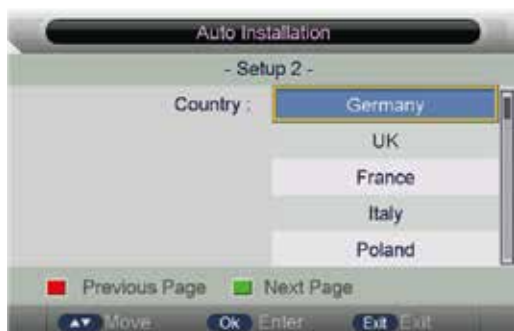 Auto Installation
- Setup 2 -
Country : Germany
UK
France
Italy
Poland
Previous Page Next Page
Move Ok Enter Exit Exit